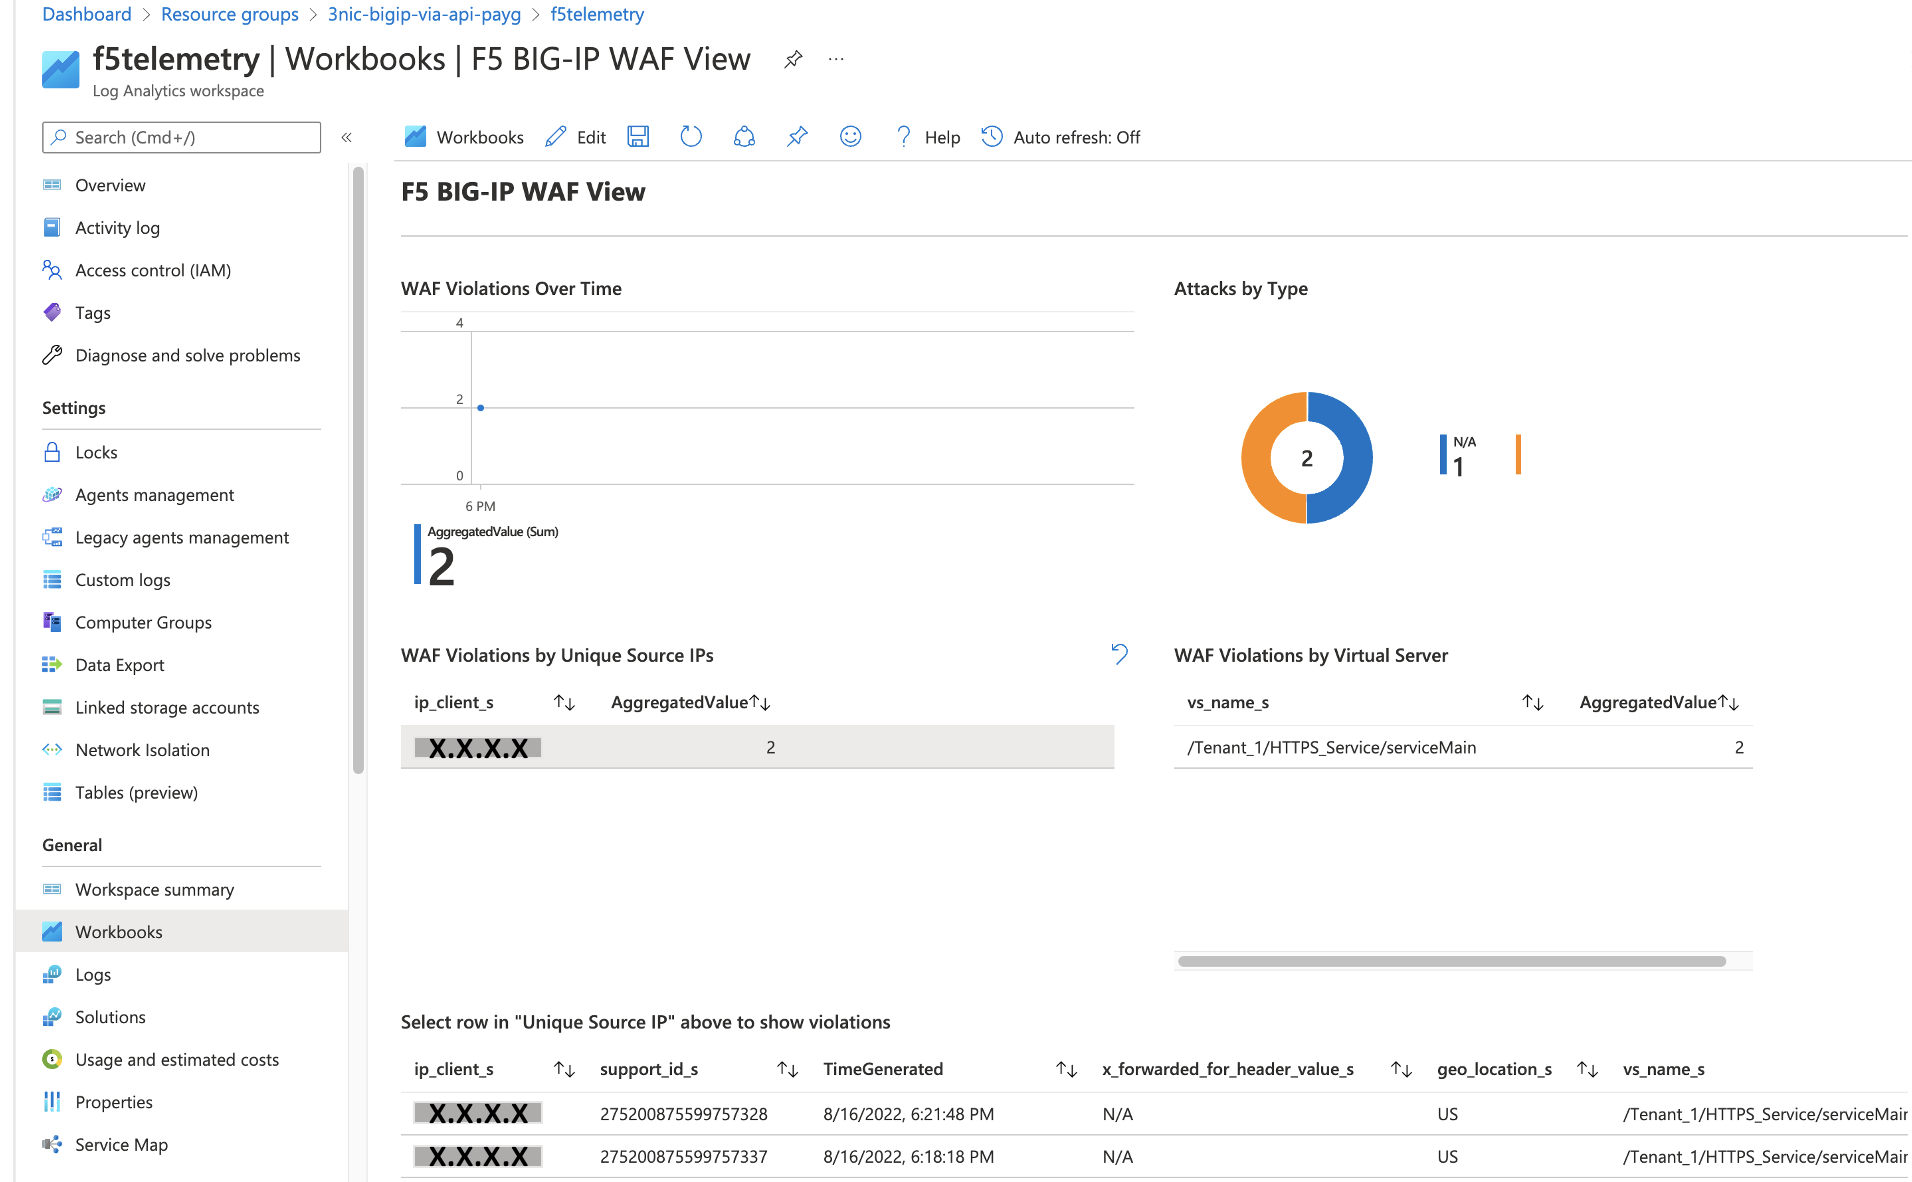 Dashboard > Resource groups > 3nic-bigip-via-api-payg > f5telemetry
f5telemetry | Workbooks | F5 BIG-IP WAF View ...
Log Analytics workspace
Search (Cmd+/)
«
Workbooks
Edit
Help
Auto refresh: Off
Overview
Activity log
Access control (IAM)
Tags
Diagnose and solve problems
Settings
Locks
Agents management
Legacy agents management
Custom logs
Computer Groups
Data Export
Linked storage accounts
Network Isolation
Tables (preview)
General
Workspace summary
Workbooks
Logs
Solutions
Usage and estimated costs
Properties
Service Map
F5 BIG-IP WAF View
WAF Violations Over Time
4
2
0
6 PM
AggregatedValue (Sum)
2
Attacks by Type
2
N/A
1
WAF Violations by Unique Source IPs
ip_client_s ↑↓ AggregatedValue↑↓
X.X.X.X 2
WAF Violations by Virtual Server
vs_name_s ↑↓ AggregatedValue↑↓
/Tenant_1/HTTPS_Service/serviceMain 2
Select row in "Unique Source IP" above to show violations
ip_client_s ↑↓ support_id_s ↑↓ TimeGenerated ↑↓ x_forwarded_for_header_value_s ↑↓ geo_location_s ↑↓ vs_name_s
X.X.X.X 275200875599757328 8/16/2022, 6:21:48 PM N/A US /Tenant_1/HTTPS_Service/serviceMain
X.X.X.X 275200875599757337 8/16/2022, 6:18:18 PM N/A US /Tenant_1/HTTPS_Service/serviceMain